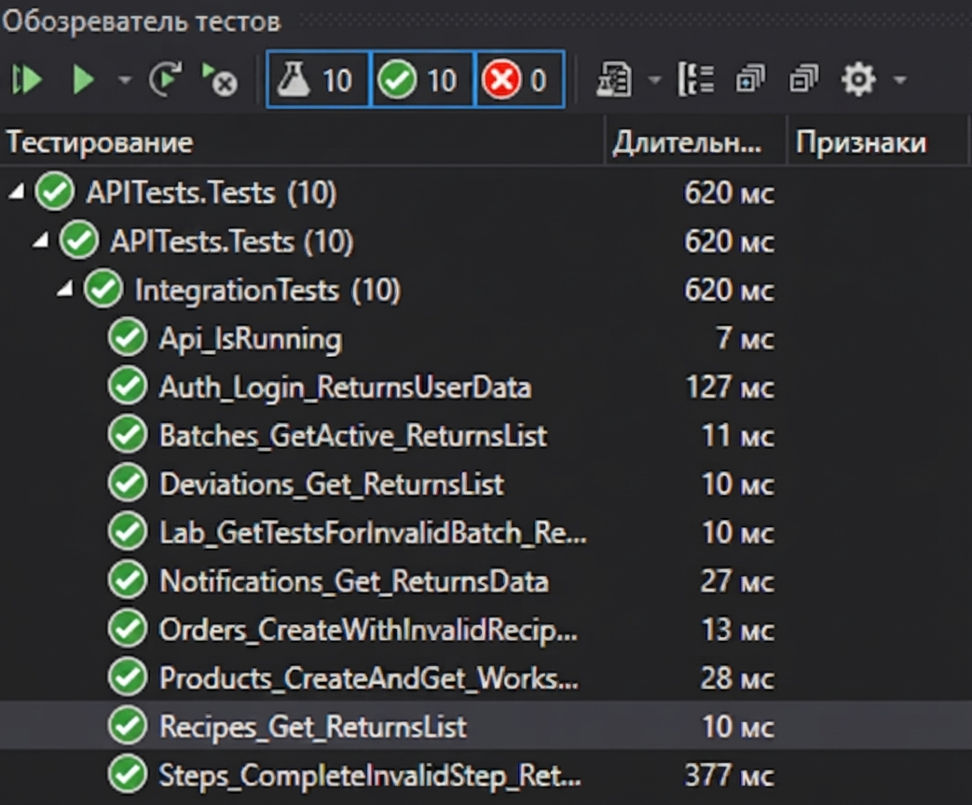 Обозреватель тестов
10 10 0
Тестирование Длительн... Признаки
APITests.Tests (10) 620 мс
APITests.Tests (10) 620 мс
IntegrationTests (10) 620 мс
Api_IsRunning 7 мс
Auth_Login_ReturnsUserData 127 мс
Batches_GetActive_ReturnsList 11 мс
Deviations_Get_ReturnsList 10 мс
Lab_GetTestsForInvalidBatch_Re... 10 мс
Notifications_Get_ReturnsData 27 мс
Orders_CreateWithInvalidRecip... 13 мс
Products_CreateAndGet_Works... 28 мс
Recipes_Get_ReturnsList 10 мс
Steps_CompleteInvalidStep_Ret... 377 мс